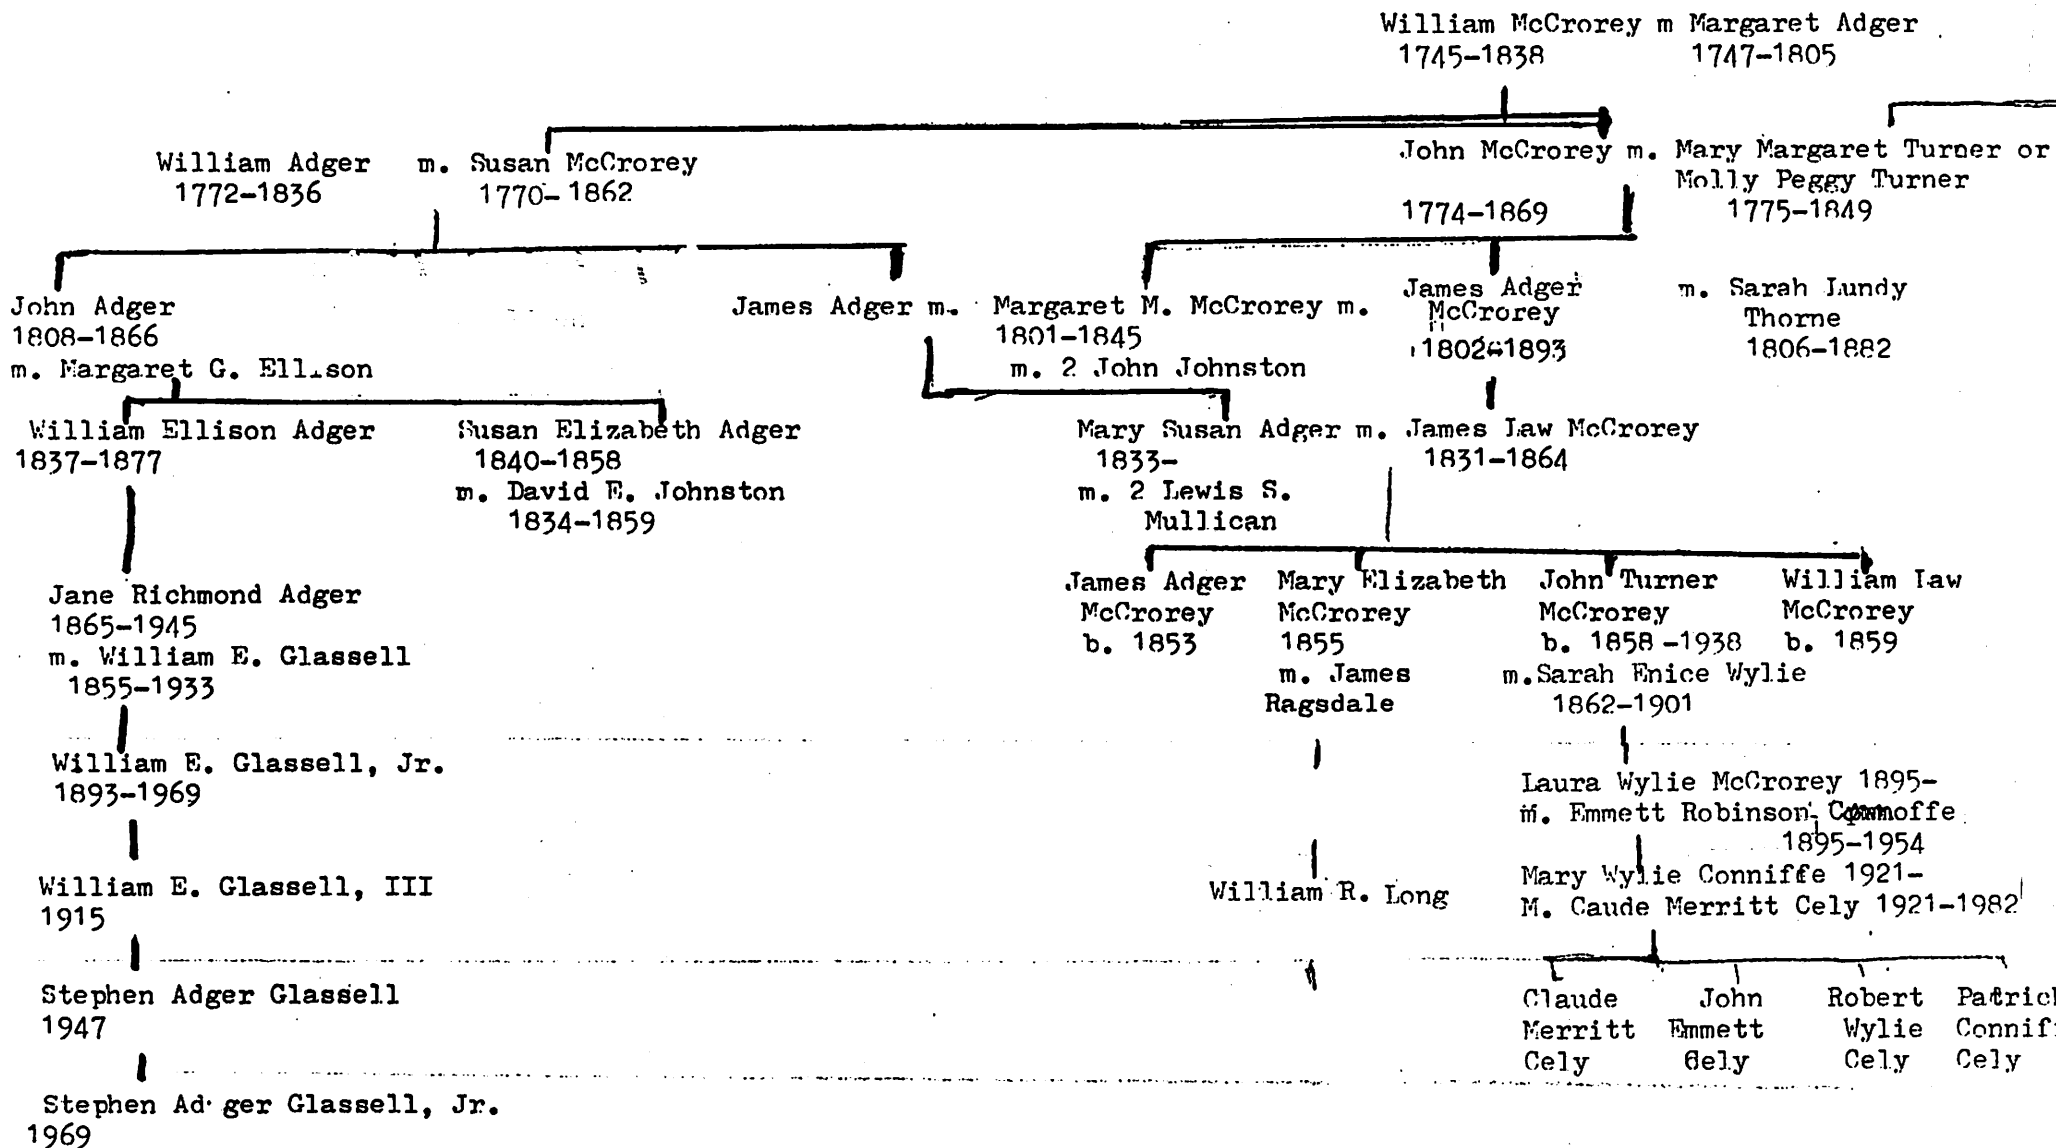 William McCrorey m Margaret Adger
1745-1838 1747-1805
William Adger m. Susan McCrorey
1772-1836 1770-1862
John McCrorey m. Mary Margaret Turner or
Molly Peggy Turner
1774-1869 1775-1849
John Adger
1808-1866
m. Margaret G. Ellison
James Adger m. Margaret M. McCrorey m.
1801-1845
m. 2 John Johnston
James Adger
McCrorey
1802-1893
m. Sarah Lundy
Thorne
1806-1882
William Ellison Adger
1837-1877
Susan Elizabeth Adger
1840-1858
m. David E. Johnston
1834-1859
Mary Susan Adger m. James Law McCrorey
1833- 1831-1864
m. 2 Lewis S.
Mullican
Jane Richmond Adger
1865-1945
m. William E. Glassell
1855-1933
James Adger
McCrorey
b. 1853
Mary Elizabeth
McCrorey
1855
m. James
Ragsdale
John Turner
McCrorey
b. 1858-1938
m. Sarah Enice Wylie
1862-1901
William Law
McCrorey
b. 1859
William E. Glassell, Jr.
1893-1969
Laura Wylie McCrorey 1895-
m. Emmett Robinson
1895-1954
William E. Glassell, III
1915
William R. Long
Mary Wylie Conniffe 1921-
M. Caude Merritt Cely 1921-1982
Stephen Adger Glassell
1947
Claude
Merritt
Cely
John
Emmett
Cely
Robert
Wylie
Cely
Patrick
Connif
Cely
Stephen Adger Glassell, Jr.
1969